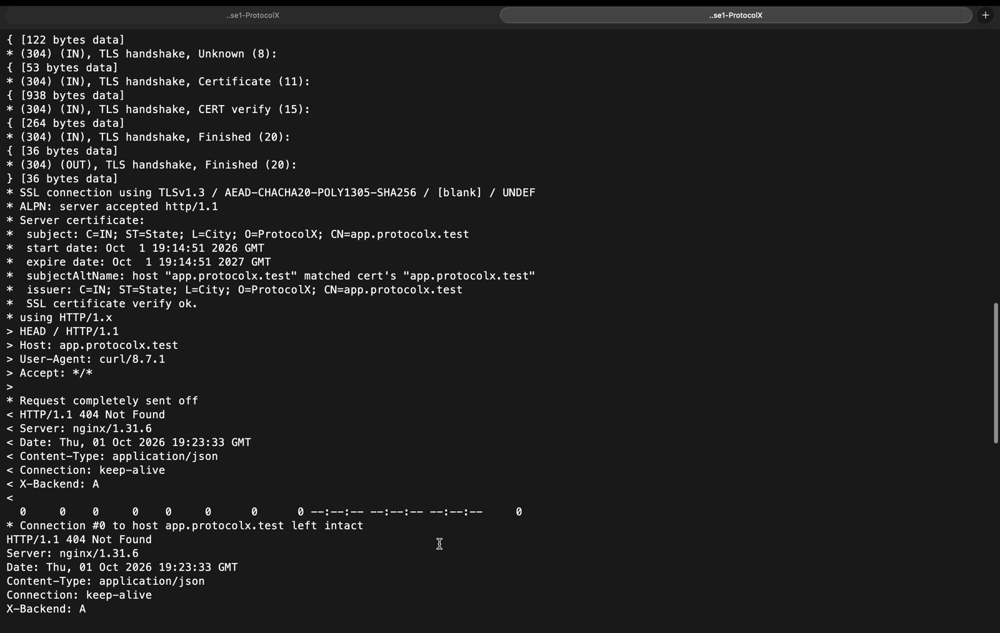 ..se1-ProtocolX
..se1-ProtocolX
+
{ [122 bytes data]
* (304) (IN), TLS handshake, Unknown (8):
{ [53 bytes data]
* (304) (IN), TLS handshake, Certificate (11):
{ [938 bytes data]
* (304) (IN), TLS handshake, CERT verify (15):
{ [264 bytes data]
* (304) (IN), TLS handshake, Finished (20):
{ [36 bytes data]
* (304) (OUT), TLS handshake, Finished (20):
} [36 bytes data]
* SSL connection using TLSv1.3 / AEAD-CHACHA20-POLY1305-SHA256 / [blank] / UNDEF
* ALPN: server accepted http/1.1
* Server certificate:
*  subject: C=IN; ST=State; L=City; O=ProtocolX; CN=app.protocolx.test
*  start date: Oct  1 19:14:51 2026 GMT
*  expire date: Oct  1 19:14:51 2027 GMT
*  subjectAltName: host "app.protocolx.test" matched cert's "app.protocolx.test"
*  issuer: C=IN; ST=State; L=City; O=ProtocolX; CN=app.protocolx.test
*  SSL certificate verify ok.
* using HTTP/1.x
> HEAD / HTTP/1.1
> Host: app.protocolx.test
> User-Agent: curl/8.7.1
> Accept: */*
>
* Request completely sent off
< HTTP/1.1 404 Not Found
< Server: nginx/1.31.6
< Date: Thu, 01 Oct 2026 19:23:33 GMT
< Content-Type: application/json
< Connection: keep-alive
< X-Backend: A
<
  0     0    0     0    0     0      0      0 --:--:-- --:--:-- --:--:--     0
* Connection #0 to host app.protocolx.test left intact
HTTP/1.1 404 Not Found
Server: nginx/1.31.6
Date: Thu, 01 Oct 2026 19:23:33 GMT
Content-Type: application/json
Connection: keep-alive
X-Backend: A